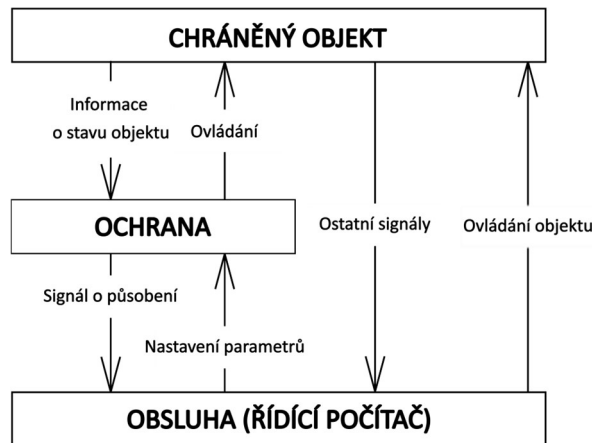 CHRÁNĚNÝ OBJEKT
Informace
o stavu objektu
Ovládání
OCHRANA
Ostatní signály
Ovládání objektu
Signál o působení
Nastavení parametrů
OBSLUHA (ŘÍDÍCÍ POČÍTAČ)